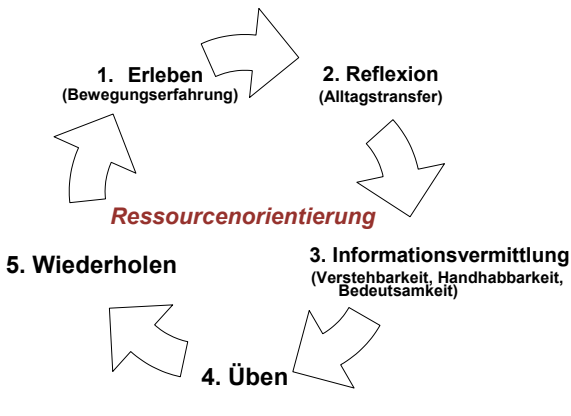 1. Erleben
(Bewegungserfahrung)
2. Reflexion
(Alltagstransfer)
Ressourcenorientierung
3. Informationsvermittlung
(Verstehbarkeit, Handhabbarkeit,
Bedeutsamkeit)
4. Üben
5. Wiederholen